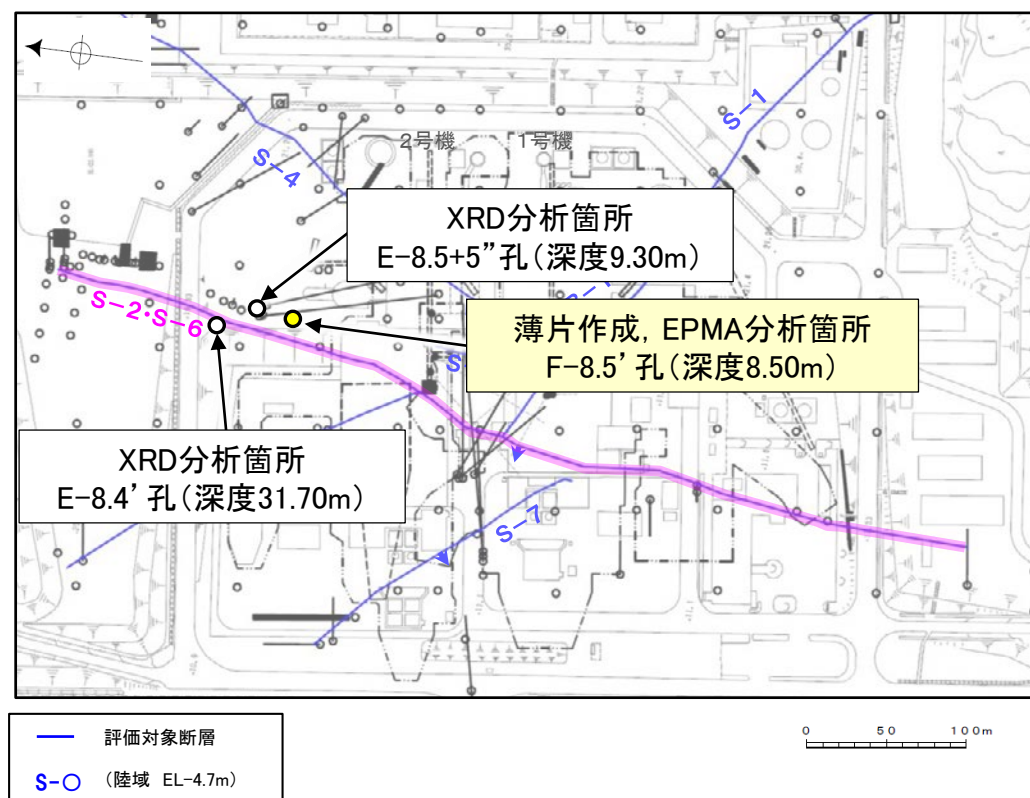 2号機
1号機
S-1
S-4
XRD分析箇所
E-8.5+5”孔(深度9.30m)
S-2・S-6
薄片作成, EPMA分析箇所
F-8.5’孔(深度8.50m)
XRD分析箇所
E-8.4’孔(深度31.70m)
S-7
0 50 100m
評価対象断層
S-○ (陸域 EL-4.7m)